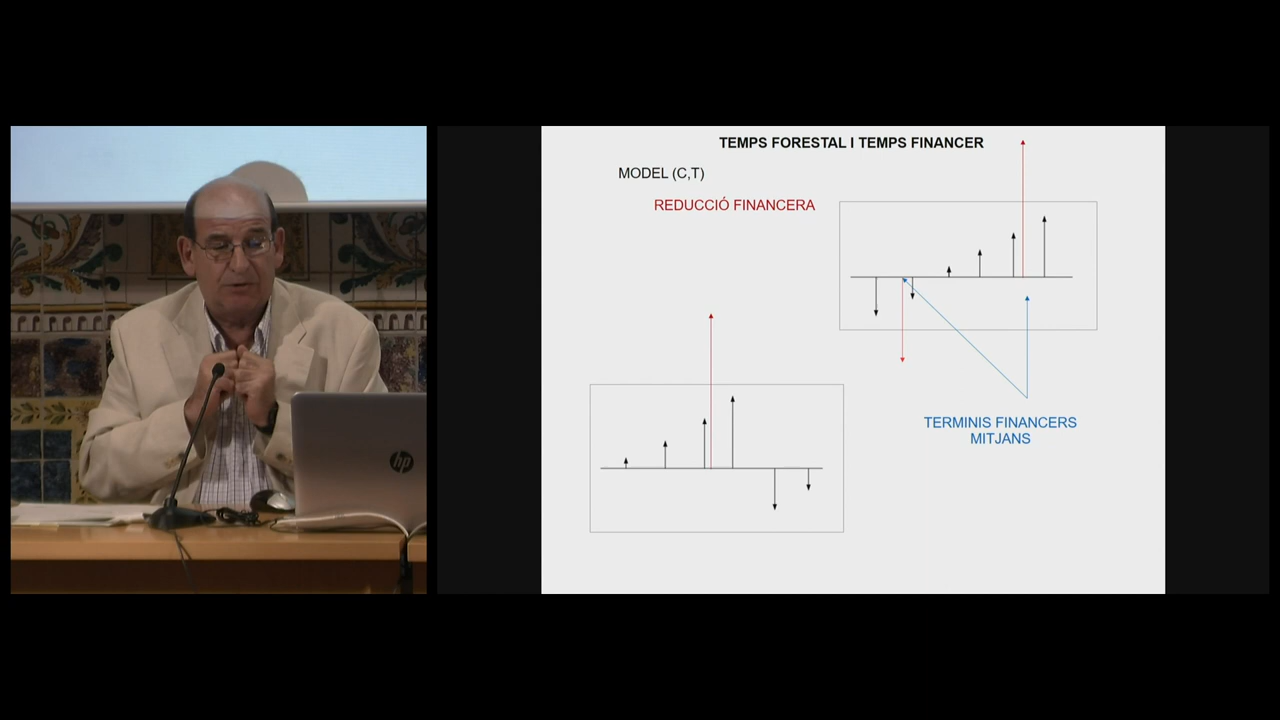 TEMPS FORESTAL I TEMPS FINANCER
MODEL (C,T)
REDUCCIÓ FINANCERA
TERMINIS FINANCERS
MITJANS
hp